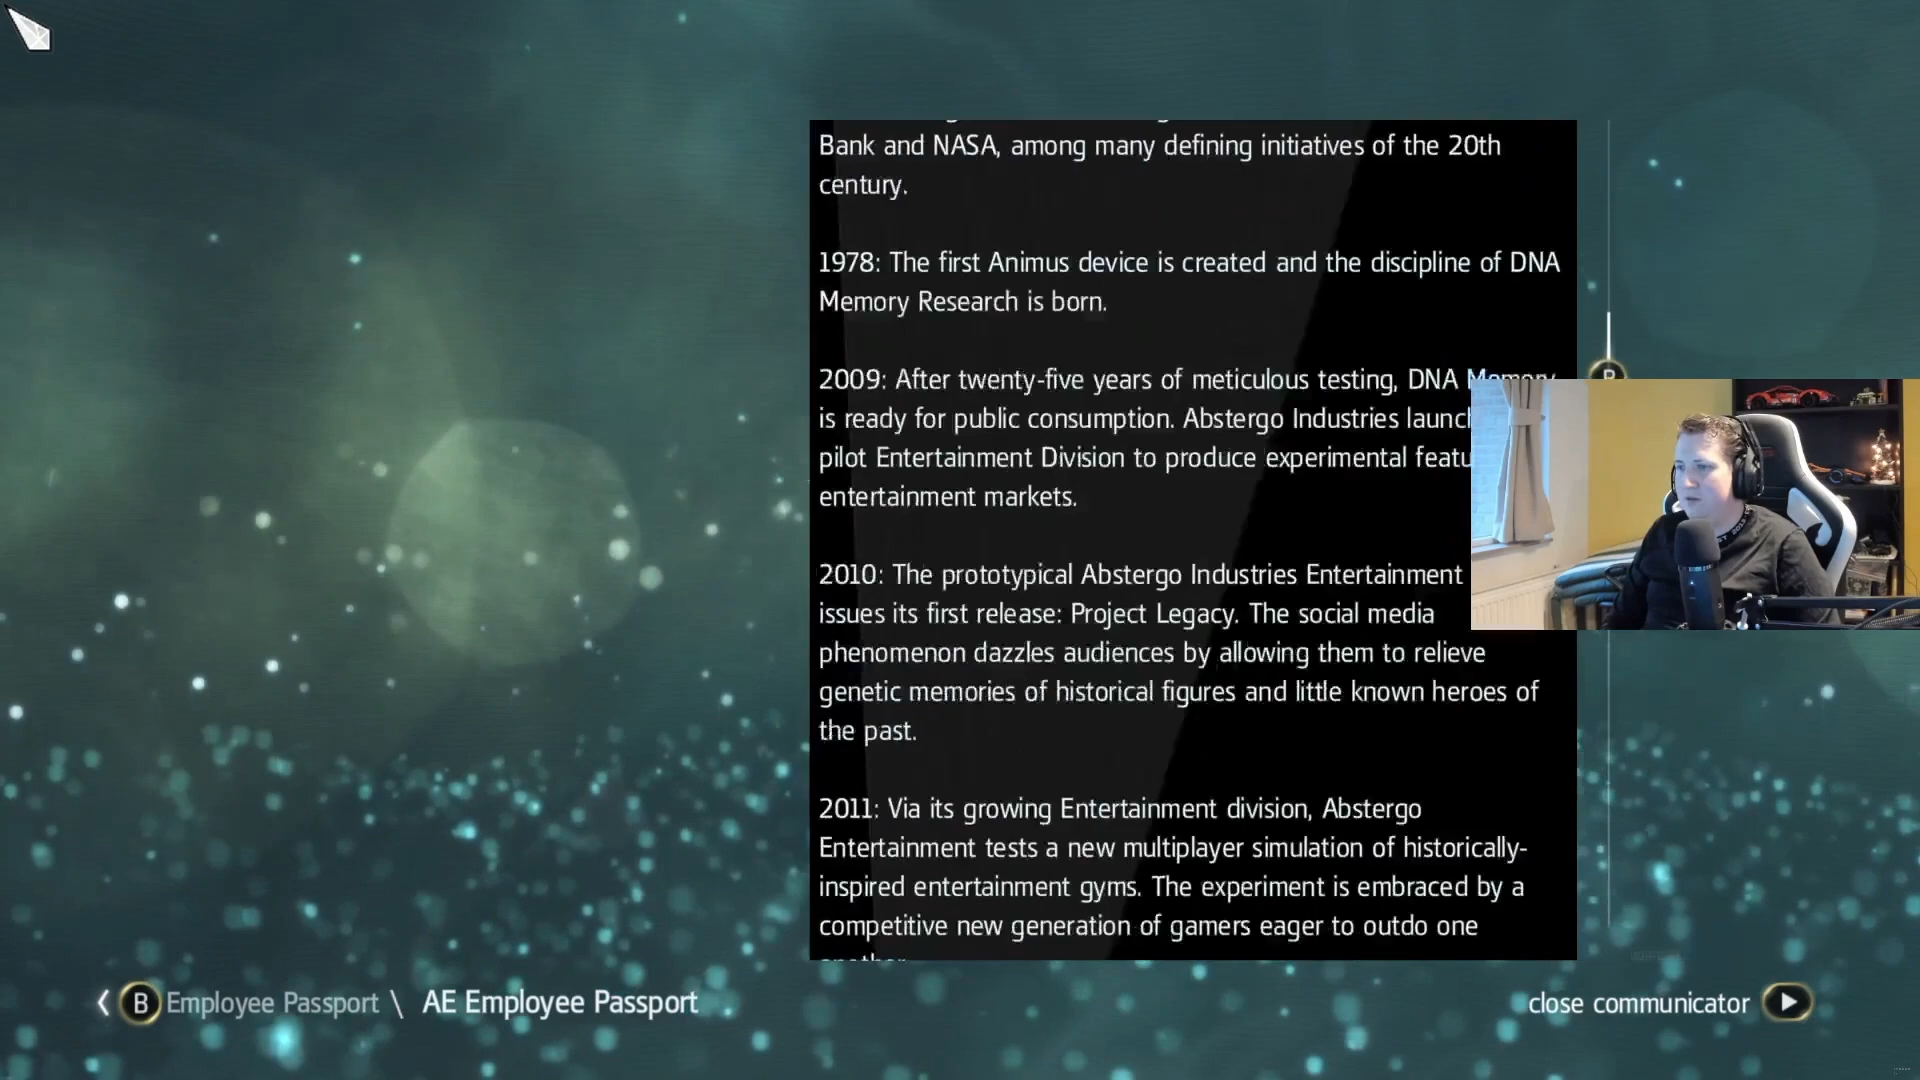 Bank and NASA, among many defining initiatives of the 20th
century.
1978: The first Animus device is created and the discipline of DNA
Memory Research is born.
2009: After twenty-five years of meticulous testing, DNA Memory
is ready for public consumption. Abstergo Industries
pilot Entertainment Division to produce experimental
entertainment markets.
2010: The prototypical Abstergo Industries Entertainment
issues its first release: Project Legacy. The social media
phenomenon dazzles audiences by allowing them to relieve
genetic memories of historical figures and little known heroes of
the past.
2011: Via its growing Entertainment division, Abstergo
Entertainment tests a new multiplayer simulation of historically-
inspired entertainment gyms. The experiment is embraced by a
competitive new generation of gamers eager to outdo one
B Employee Passport \ AE Employee Passport
close communicator